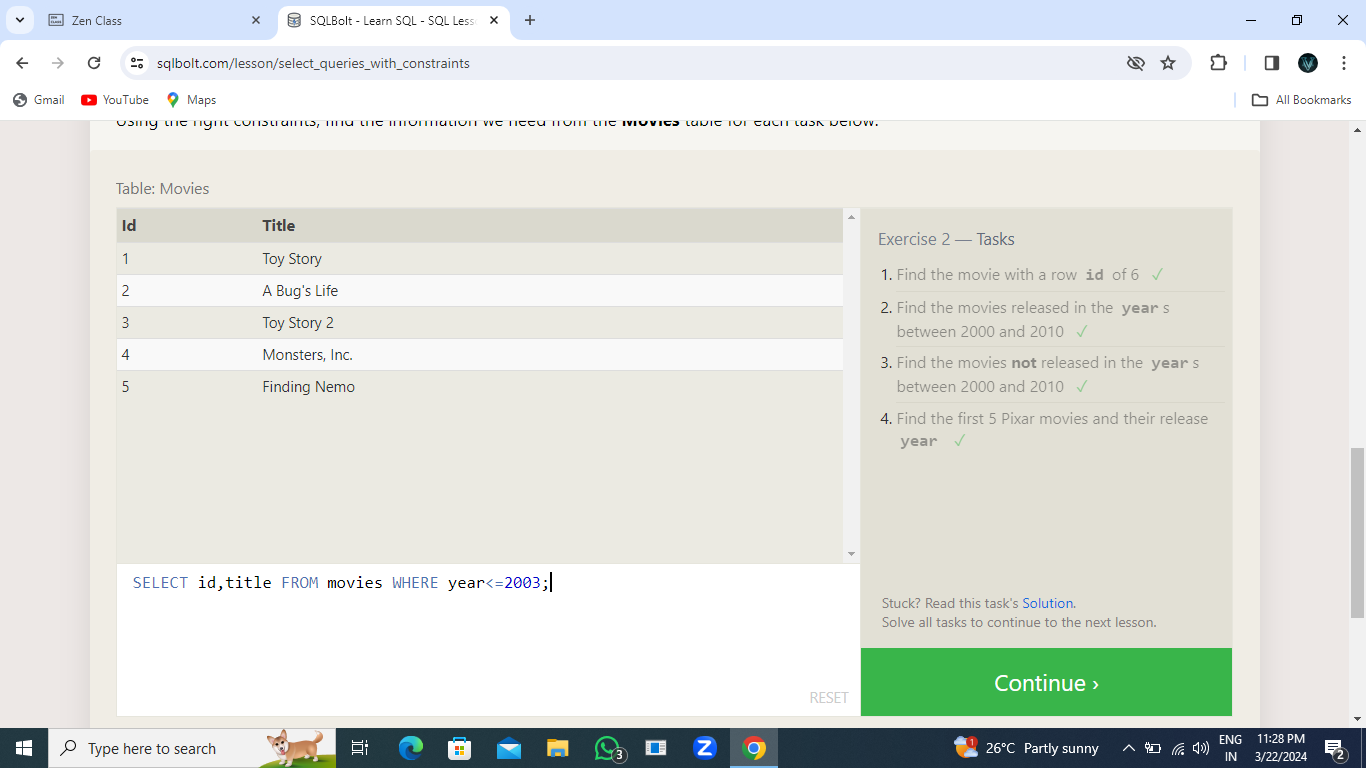 Zen Class
SQLBolt - Learn SQL - SQL Less
sqlbolt.com/lesson/select_queries_with_constraints
Gmail YouTube Maps All Bookmarks
Using the right constraints, find the information we need from the Movies table for each task below.
Table: Movies
Id Title
1 Toy Story
2 A Bug's Life
3 Toy Story 2
4 Monsters, Inc.
5 Finding Nemo
SELECT id,title FROM movies WHERE year<=2003;
RESET
Exercise 2 — Tasks
1. Find the movie with a row id of 6 ✓
2. Find the movies released in the year s
between 2000 and 2010 ✓
3. Find the movies not released in the year s
between 2000 and 2010 ✓
4. Find the first 5 Pixar movies and their release
year ✓
Stuck? Read this task's Solution.
Solve all tasks to continue to the next lesson.
Continue ›
Type here to search
3
1
26°C Partly sunny
ENG
IN
11:28 PM
3/22/2024
2